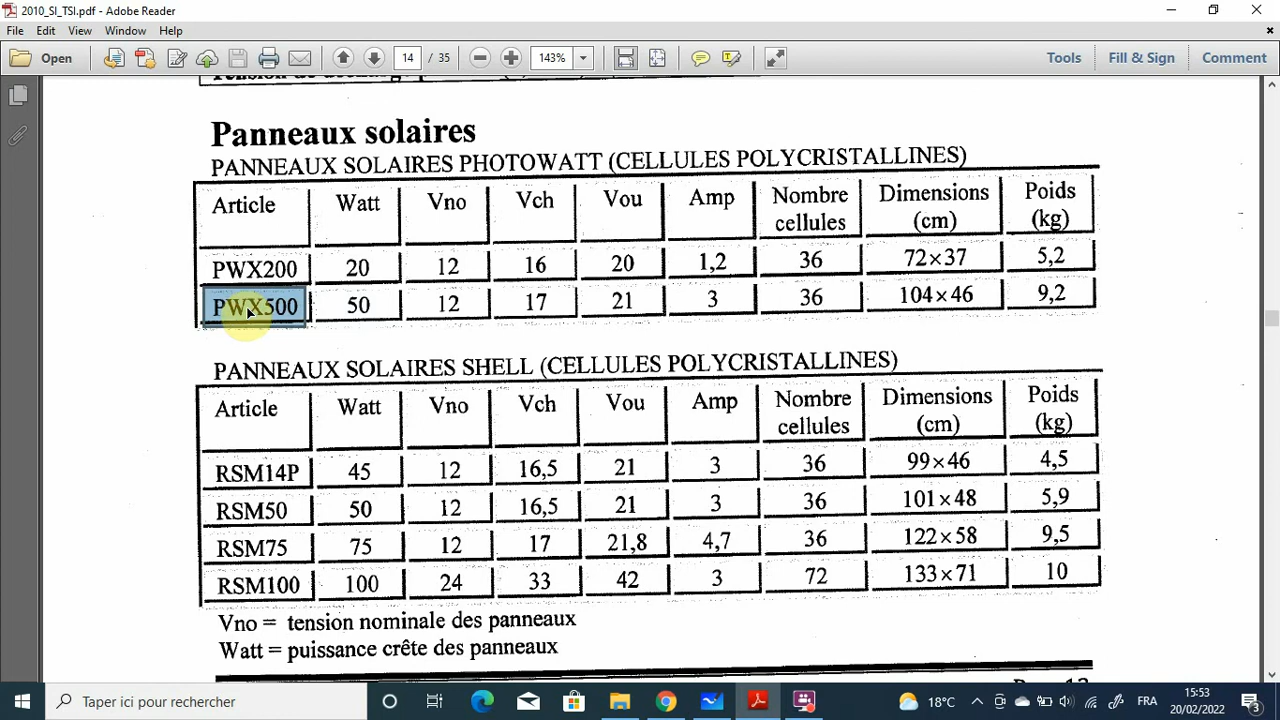 2010_SI_TSI.pdf - Adobe Reader
File Edit View Window Help
Open 14 / 35 143% Tools Fill & Sign Comment
Panneaux solaires
PANNEAUX SOLAIRES PHOTOWATT (CELLULES POLYCRISTALLINES)
Article Watt Vno Vch Vou Amp Nombre cellules Dimensions (cm) Poids (kg)
PWX200 20 12 16 20 1,2 36 72×37 5,2
PWX500 50 12 17 21 3 36 104×46 9,2
PANNEAUX SOLAIRES SHELL (CELLULES POLYCRISTALLINES)
Article Watt Vno Vch Vou Amp Nombre cellules Dimensions (cm) Poids (kg)
RSM14P 45 12 16,5 21 3 36 99×46 4,5
RSM50 50 12 16,5 21 3 36 101×48 5,9
RSM75 75 12 17 21,8 4,7 36 122×58 9,5
RSM100 100 24 33 42 3 72 133×71 10
Vno = tension nominale des panneaux
Watt = puissance crête des panneaux
Taper ici pour rechercher 18°C FRA 15:53
20/02/2022 3